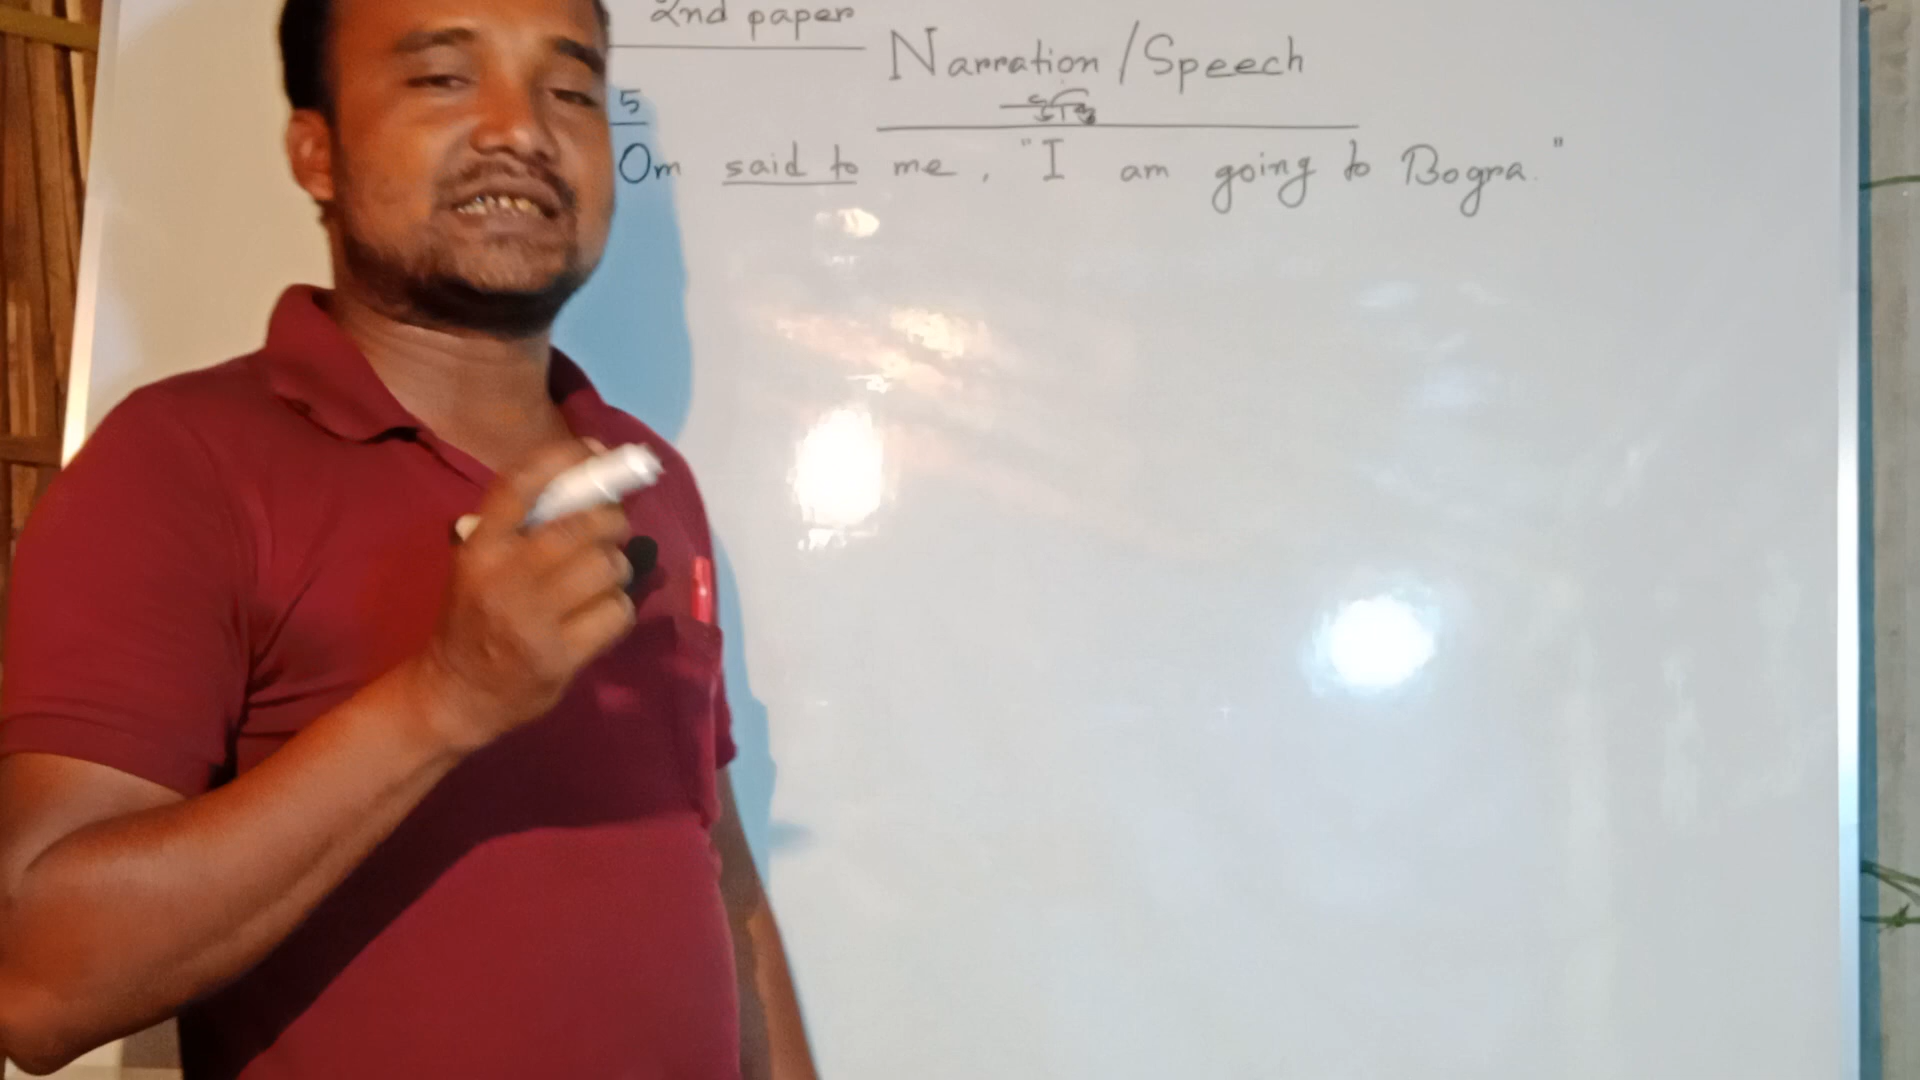 2nd paper
Narration / Speech
5
Om said to me, "I am going to Bogra."